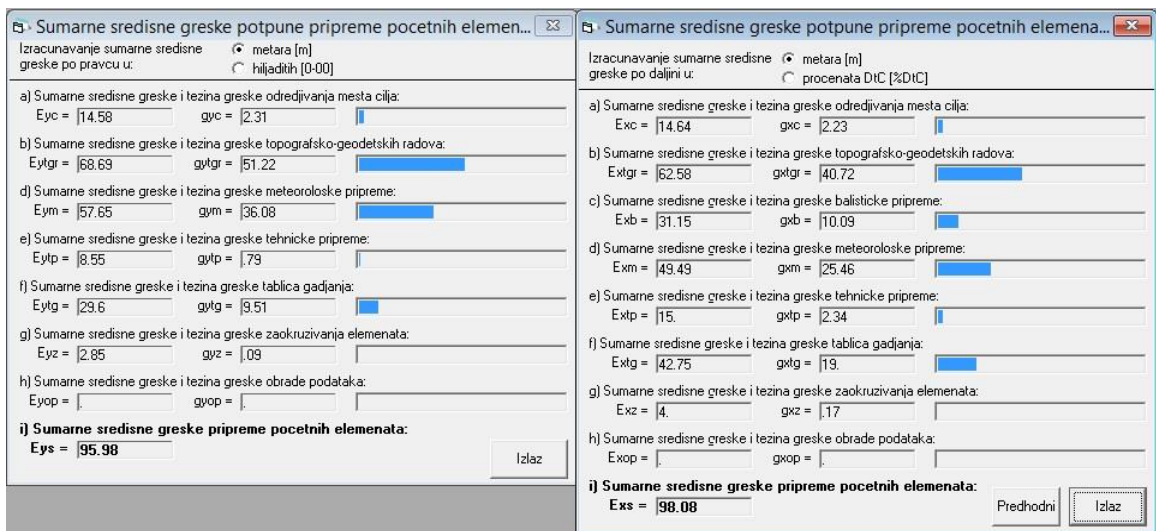 Sumarne sredisne greske potpune pripreme pocetnih elemen...
Izracunavanje sumarne sredisne
greske po pravcu u:
metara [m]
hiljaditih [0-00]
a) Sumarne sredisne greske i tezina greske odredjivanja mesta cilja:
Eyc = 14.58 gyc = 2.31
b) Sumarne sredisne greske i tezina greske topografsko-geodetskih radova:
Eytgr = 68.69 gytgr = 51.22
d) Sumarne sredisne greske i tezina greske meteoroloske pripreme:
Eym = 57.65 gym = 36.08
e) Sumarne sredisne greske i tezina greske tehnicke pripreme:
Eytp = 8.55 gytp = .79
f) Sumarne sredisne greske i tezina greske tablica gadjanja:
Eytg = 29.6 gytg = 9.51
g) Sumarne sredisne greske i tezina greske zaokruzivanja elemenata:
Eyz = 2.85 gyz = .09
h) Sumarne sredisne greske i tezina greske obrade podataka:
Eyop = . gyop = .
i) Sumarne sredisne greske pripreme pocetnih elemenata:
Eys = 95.98
Izlaz
Sumarne sredisne greske potpune pripreme pocetnih elemena...
Izracunavanje sumarne sredisne
greske po daljini u:
metara [m]
procenata DtC [%DtC]
a) Sumarne sredisne greske i tezina greske odredjivanja mesta cilja:
Exc = 14.64 gxc = 2.23
b) Sumarne sredisne greske i tezina greske topografsko-geodetskih radova:
Extgr = 62.58 gxtgr = 40.72
c) Sumarne sredisne greske i tezina greske balisticke pripreme:
Exb = 31.15 gxb = 10.09
d) Sumarne sredisne greske i tezina greske meteoroloske pripreme:
Exm = 49.49 gxm = 25.46
e) Sumarne sredisne greske i tezina greske tehnicke pripreme:
Extp = 15. gxtp = 2.34
f) Sumarne sredisne greske i tezina greske tablica gadjanja:
Extg = 42.75 gxtg = 19.
g) Sumarne sredisne greske i tezina greske zaokruzivanja elemenata:
Exz = 4. gxz = .17
h) Sumarne sredisne greske i tezina greske obrade podataka:
Exop = . gxop = .
i) Sumarne sredisne greske pripreme pocetnih elemenata:
Exs = 98.08
Predhodni
Izlaz